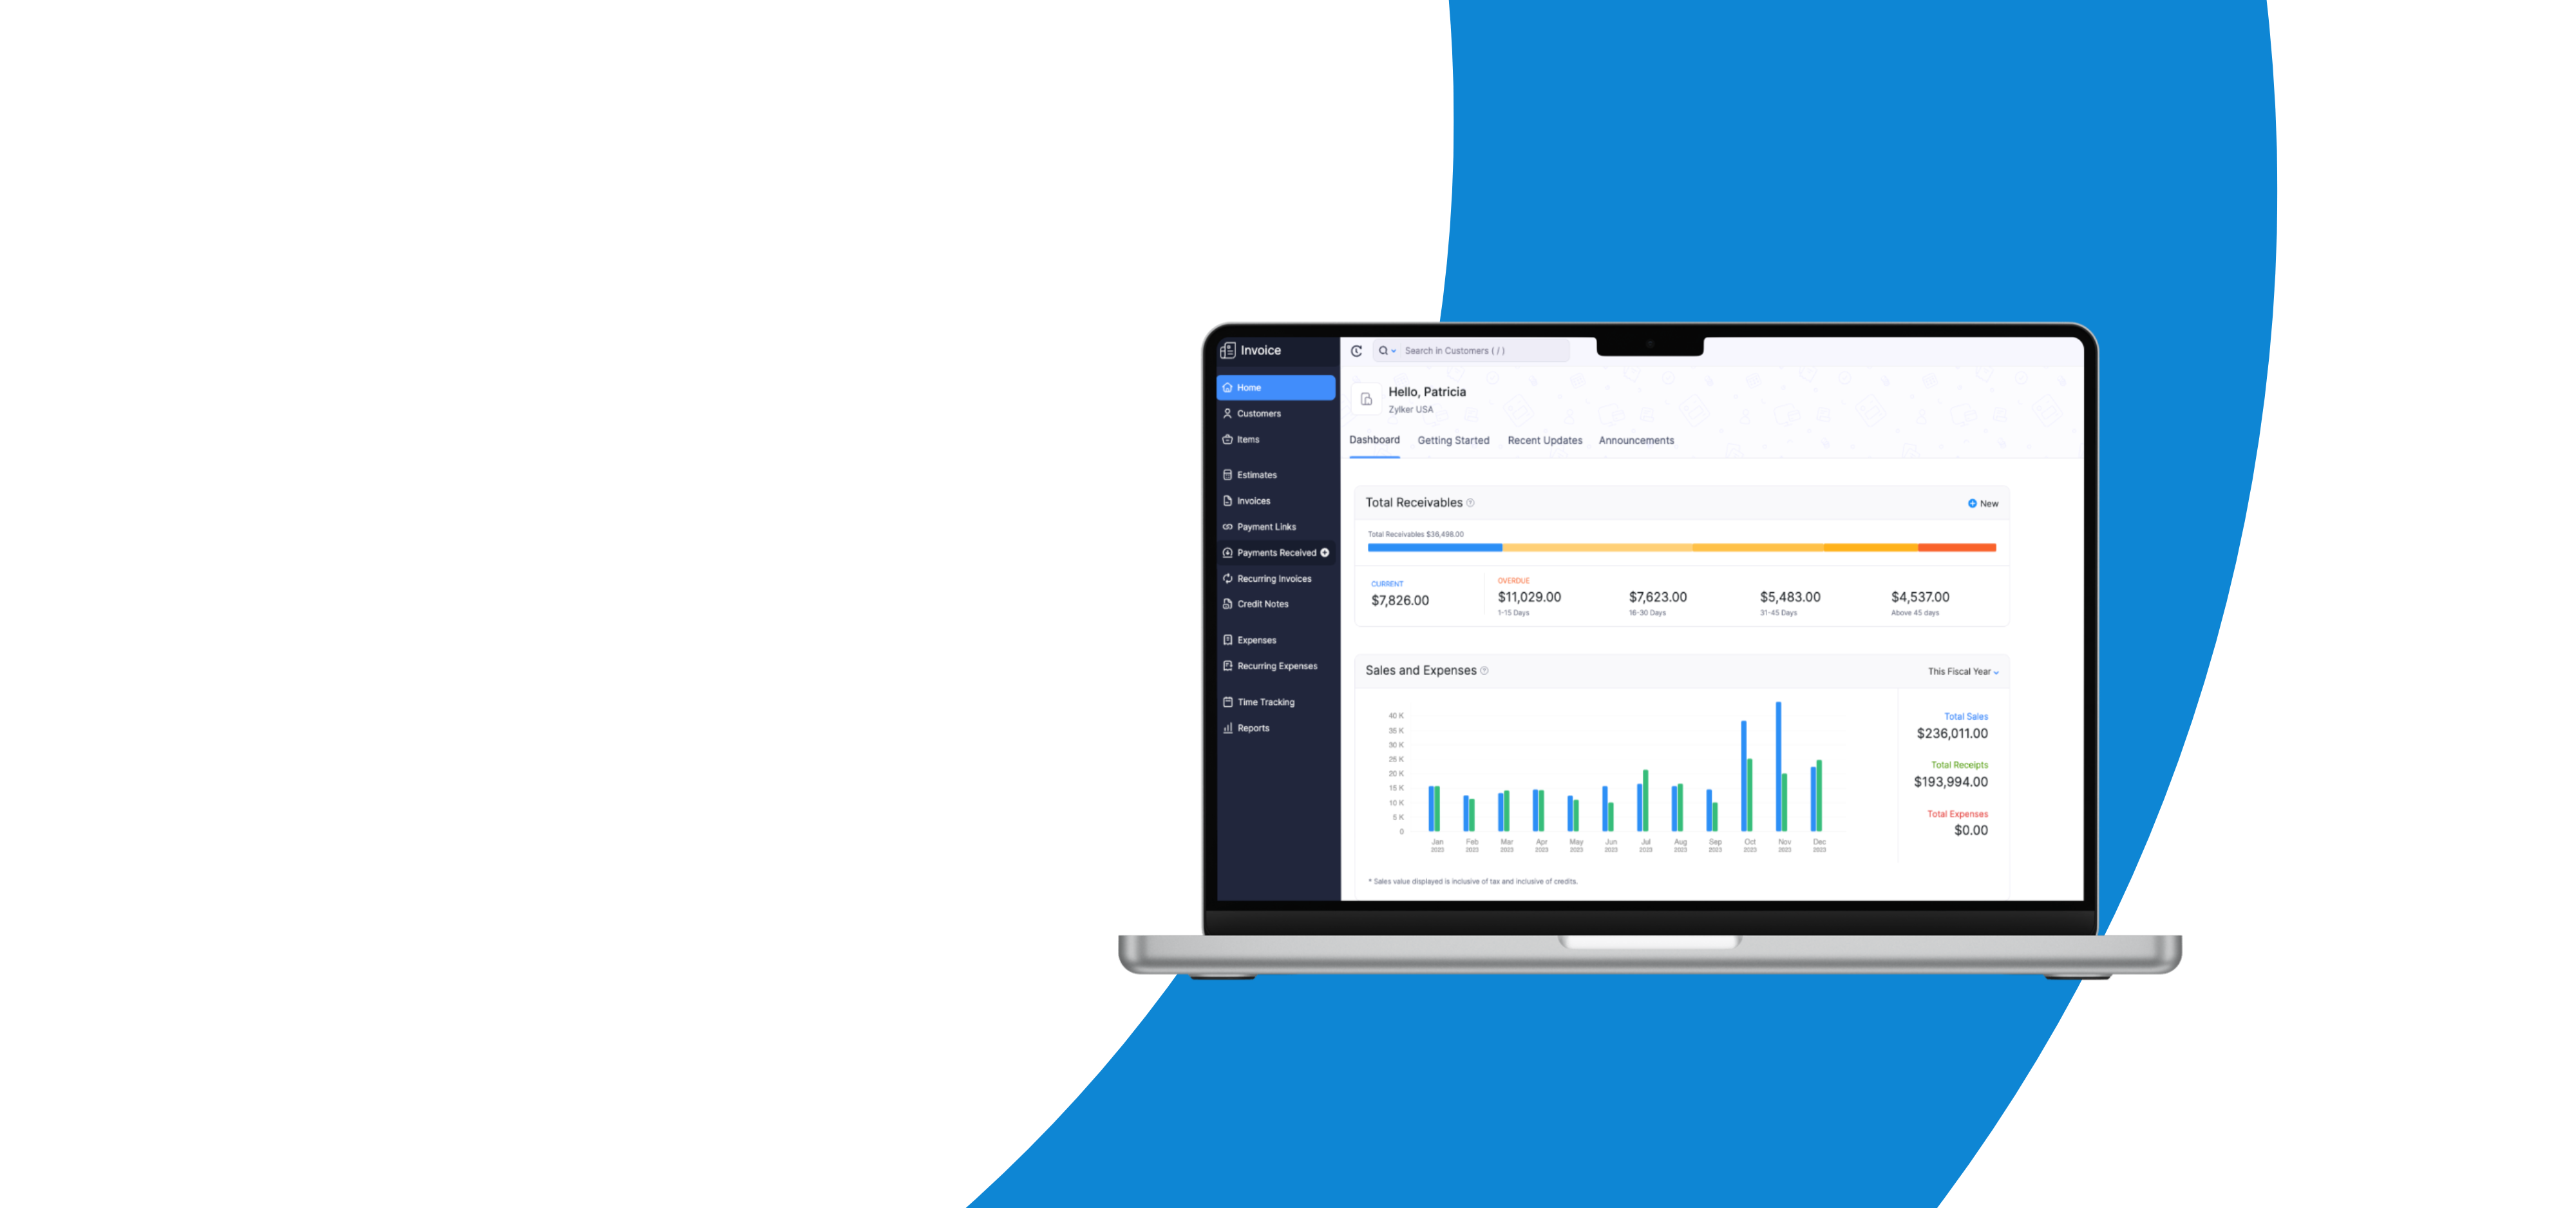 Invoice
Search in Customers ( / )
Home
Customers
Items
Estimates
Invoices
Payment Links
Payments Received
Recurring Invoices
Credit Notes
Expenses
Recurring Expenses
Time Tracking
Reports
Hello, Patricia
Zylker USA
Dashboard Getting Started Recent Updates Announcements
Total Receivables New
Total Receivables $36,498.00
CURRENT
$7,826.00
OVERDUE
$11,029.00 $7,623.00 $5,483.00 $4,537.00
1-15 Days 16-30 Days 31-45 Days Above 45 days
Sales and Expenses This Fiscal Year
40 K
35 K
30 K
25 K
20 K
15 K
10 K
5 K
0
Jan Feb Mar Apr May Jun Jul Aug Sep Oct Nov Dec
2023 2023 2023 2023 2023 2023 2023 2023 2023 2023 2023 2023
Total Sales
$236,011.00
Total Receipts
$193,994.00
Total Expenses
$0.00
* Sales value displayed is inclusive of tax and inclusive of credits.